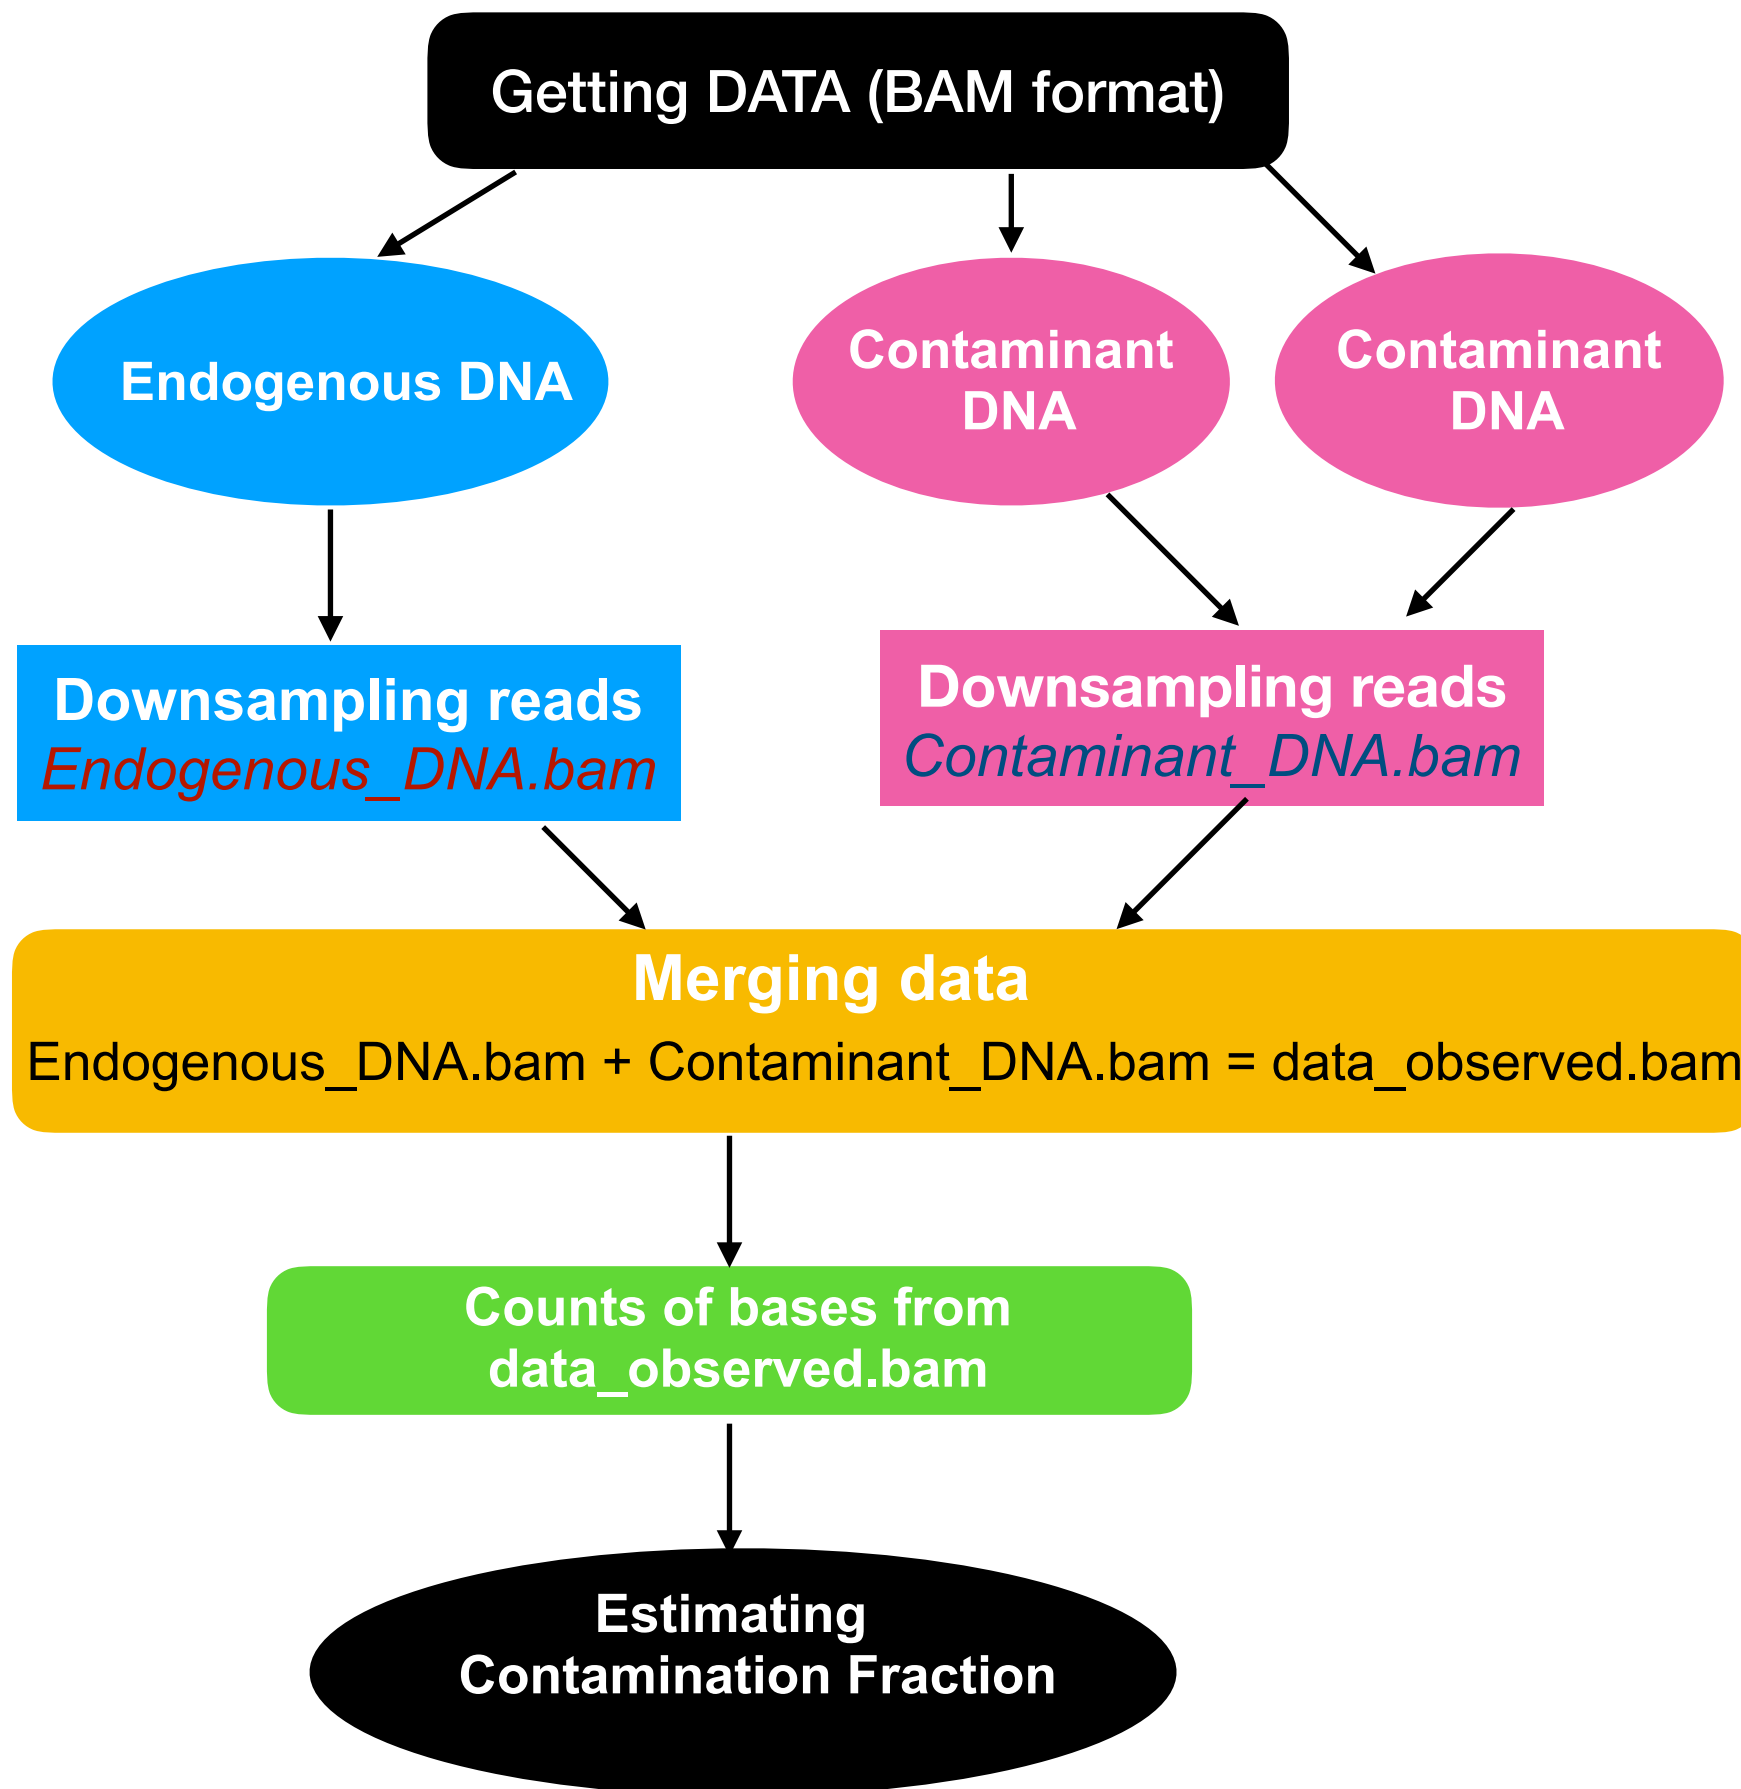 Getting DATA (BAM format)
Endogenous DNA
Contaminant
DNA
Contaminant
DNA
Downsampling reads
Endogenous_DNA.bam
Downsampling reads
Contaminant_DNA.bam
Merging data
Endogenous_DNA.bam + Contaminant_DNA.bam = data_observed.bam
Counts of bases from
data_observed.bam
Estimating
Contamination Fraction